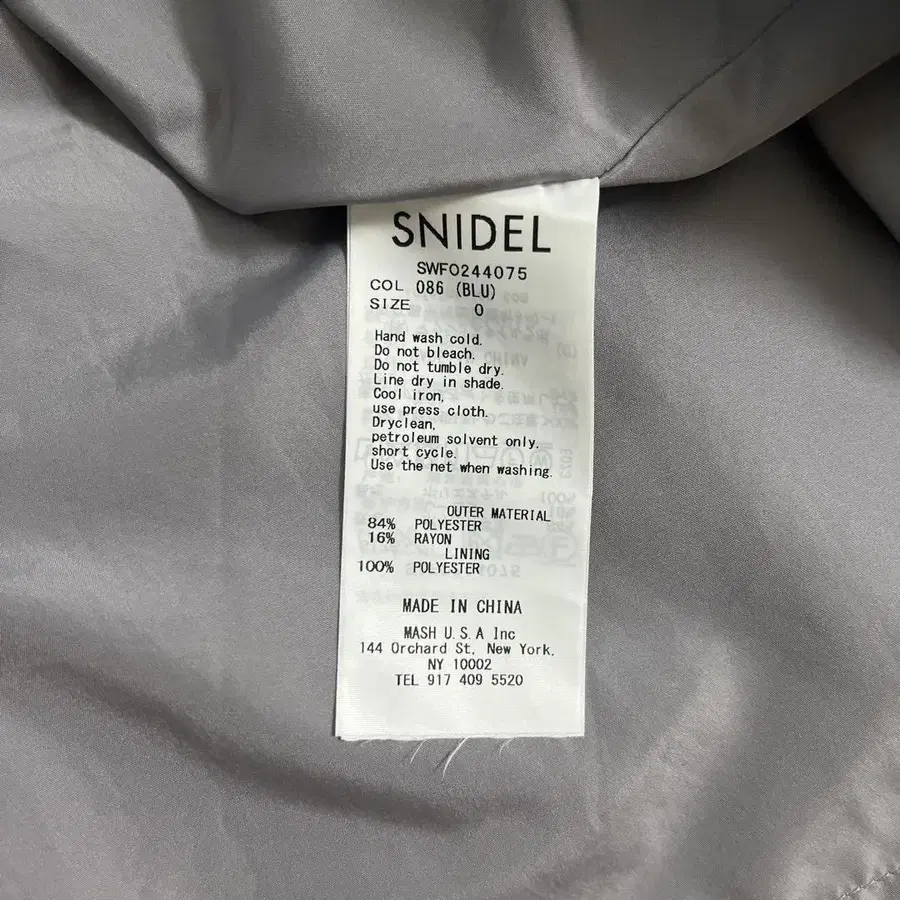 SNIDEL
SWFO244075
COL 086 (BLU)
SIZE 0
Hand wash cold.
Do not bleach.
Do not tumble dry.
Line dry in shade.
Cool iron,
use press cloth.
Dryclean,
petroleum solvent only,
short cycle.
Use the net when washing.
OUTER MATERIAL
84% POLYESTER
16% RAYON
LINING
100% POLYESTER
MADE IN CHINA
MASH U.S.A Inc
144 Orchard St, New York,
NY 10002
TEL 917 409 5520